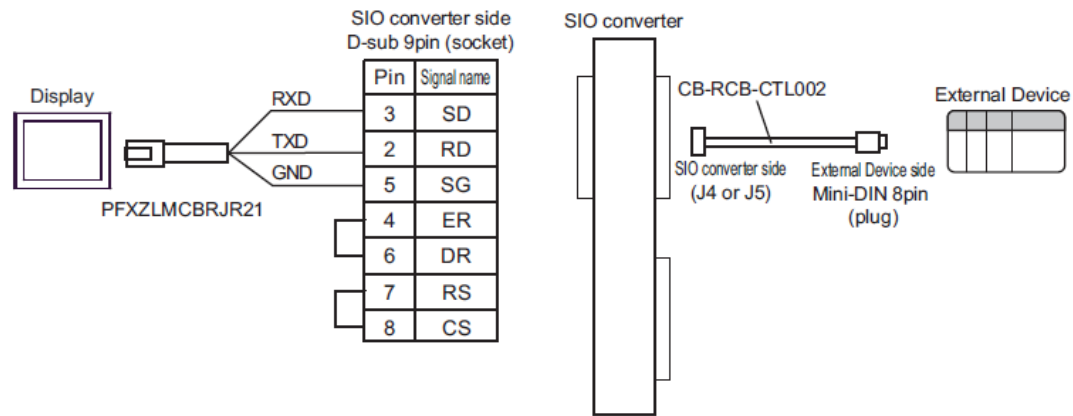 SIO converter side
D-sub 9pin (socket)
Pin Signal name
3 SD
2 RD
5 SG
4 ER
6 DR
7 RS
8 CS
Display
RXD
TXD
GND
PFXZLMCBRJR21
SIO converter
CB-RCB-CTL002
SIO converter side
(J4 or J5)
External Device side
Mini-DIN 8pin
(plug)
External Device